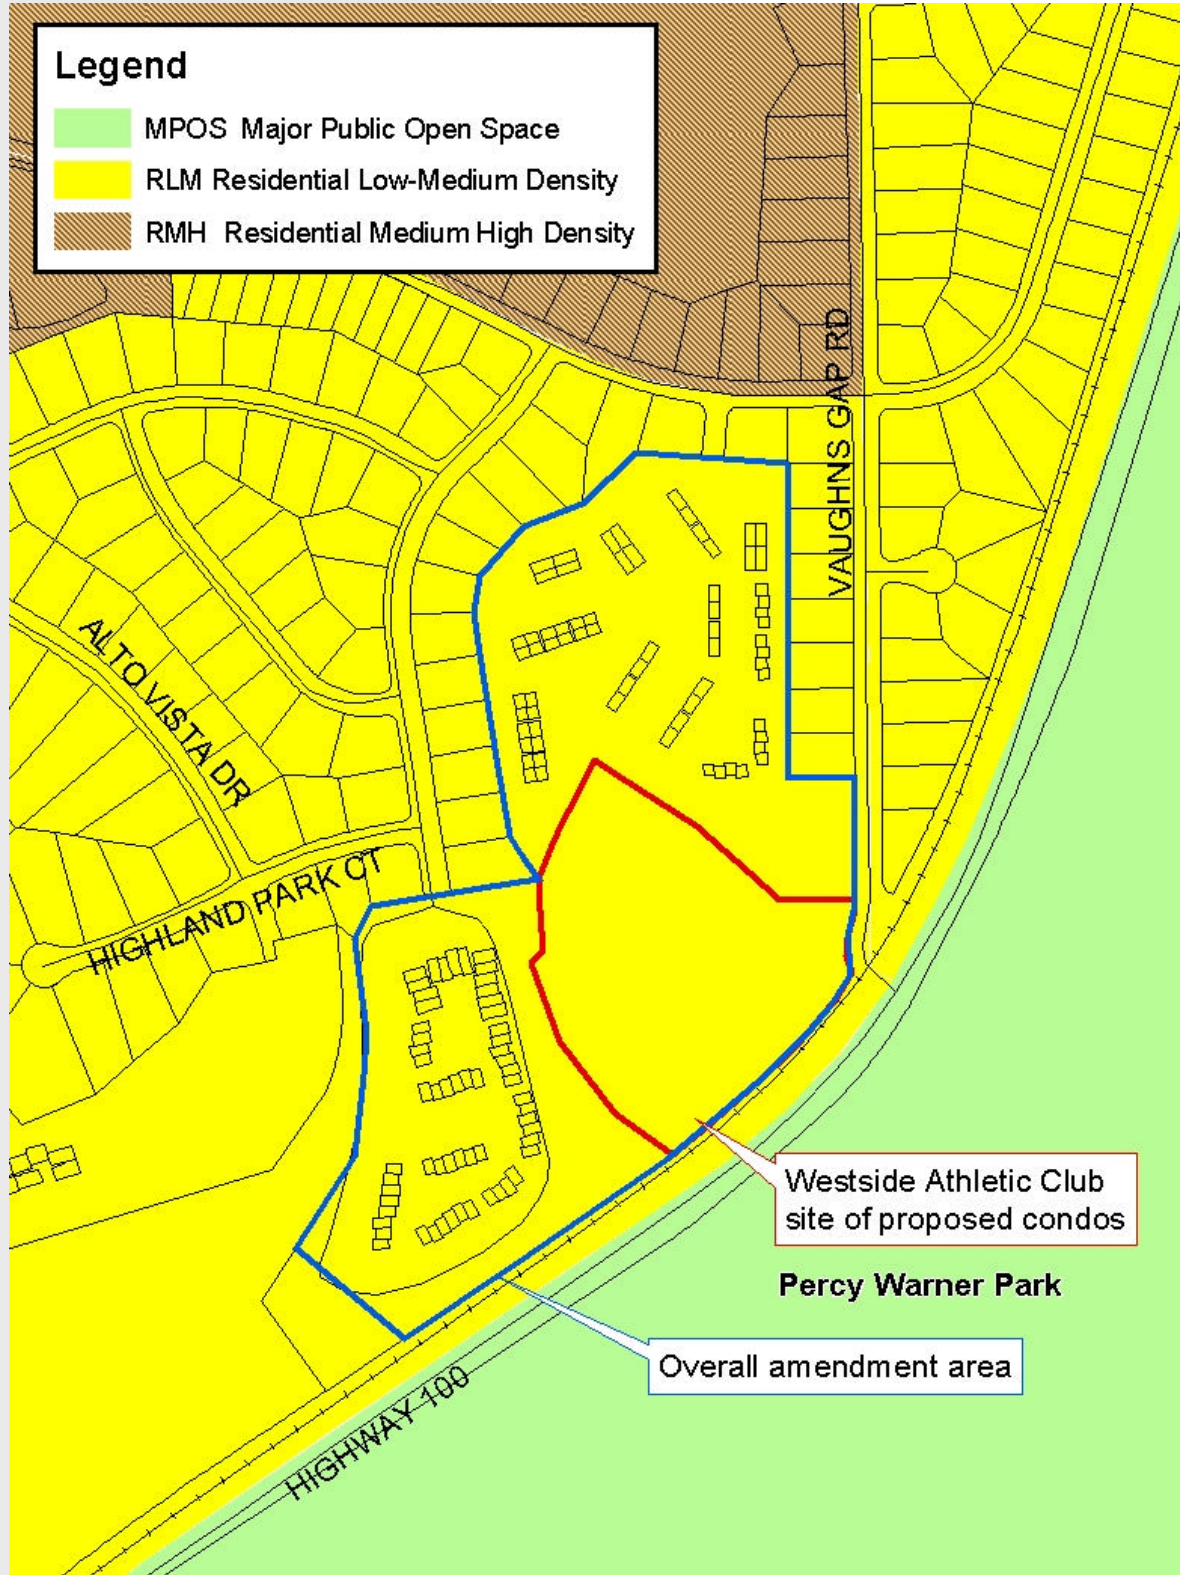 Legend
MPOS Major Public Open Space
RLM Residential Low-Medium Density
RMH Residential Medium High Density
VAUGHNS GAP RD
ALTO VISTA DR
HIGHLAND PARK CT
Westside Athletic Club
site of proposed condos
Percy Warner Park
Overall amendment area
HIGHWAY 100